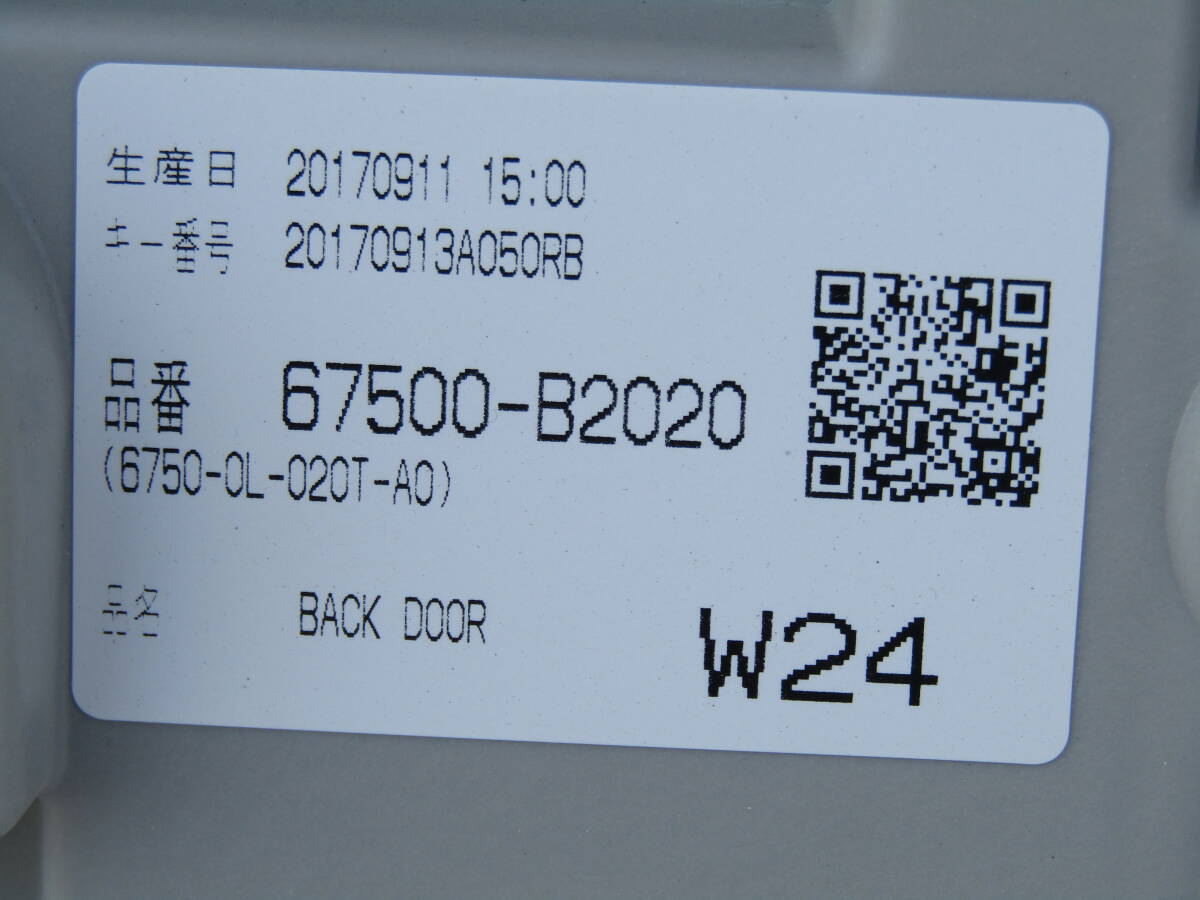 生産日 20170911 15:00
キー番号 20170913A050RB
品番 67500-B2020
(6750-0L-020T-A0)
品名 BACK DOOR
W24